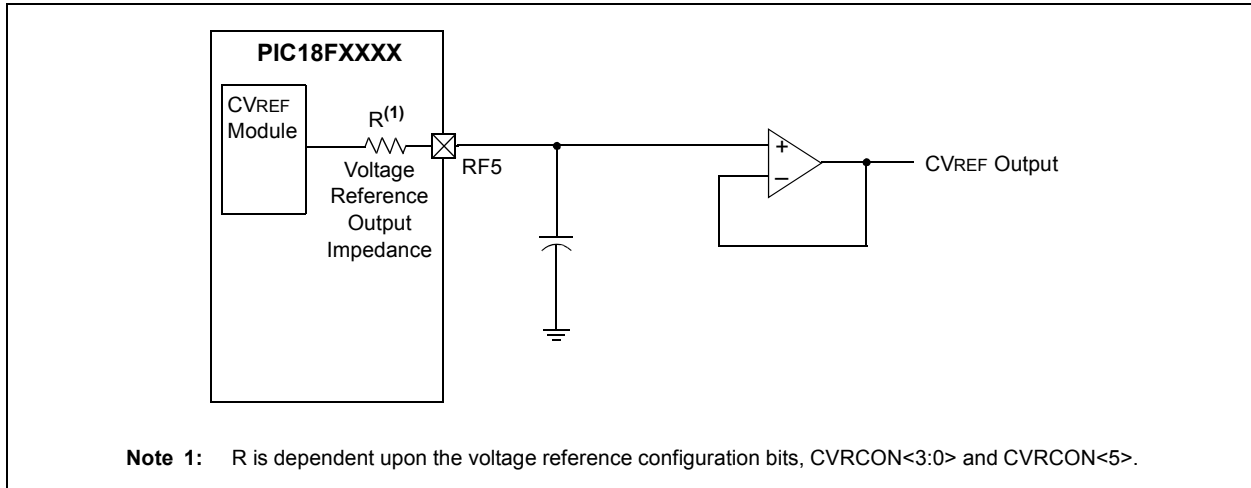 PIC18FXXXX
CVREF
Module
R(1)
Voltage
Reference
Output
Impedance
RF5
+
–
CVREF Output
Note 1: R is dependent upon the voltage reference configuration bits, CVRCON<3:0> and CVRCON<5>.